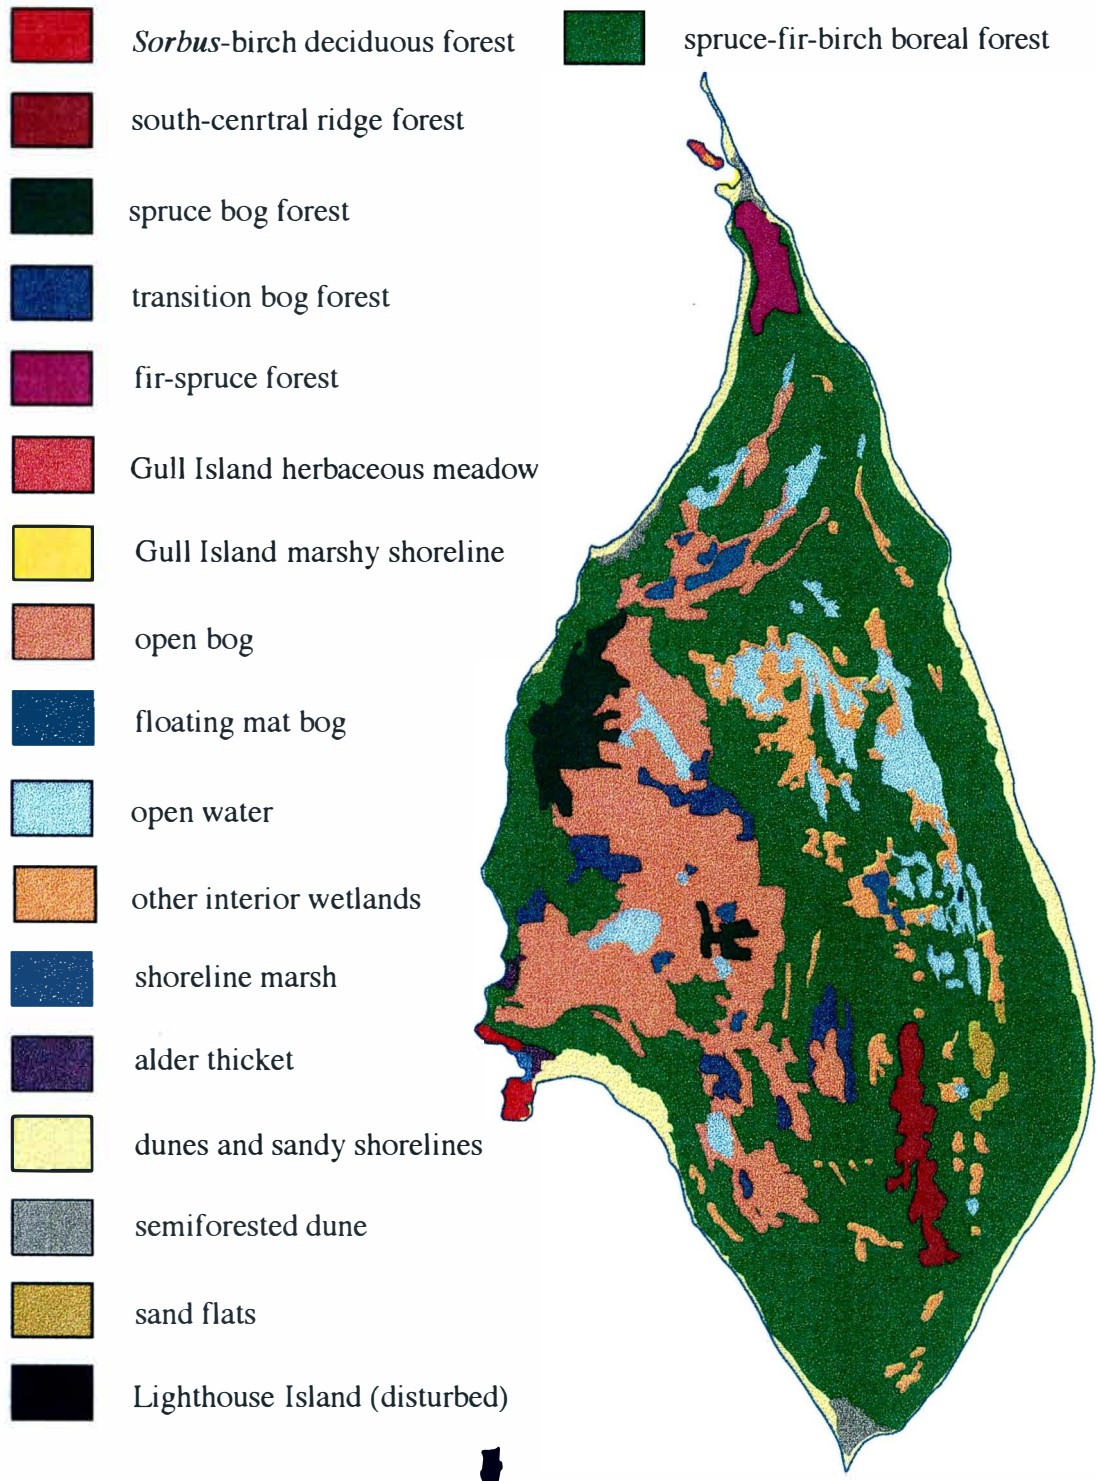 Sorbus-birch deciduous forest
spruce-fir-birch boreal forest
south-cenrtral ridge forest
spruce bog forest
transition bog forest
fir-spruce forest
Gull Island herbaceous meadow
Gull Island marshy shoreline
open bog
floating mat bog
open water
other interior wetlands
shoreline marsh
alder thicket
dunes and sandy shorelines
semiforested dune
sand flats
Lighthouse Island (disturbed)